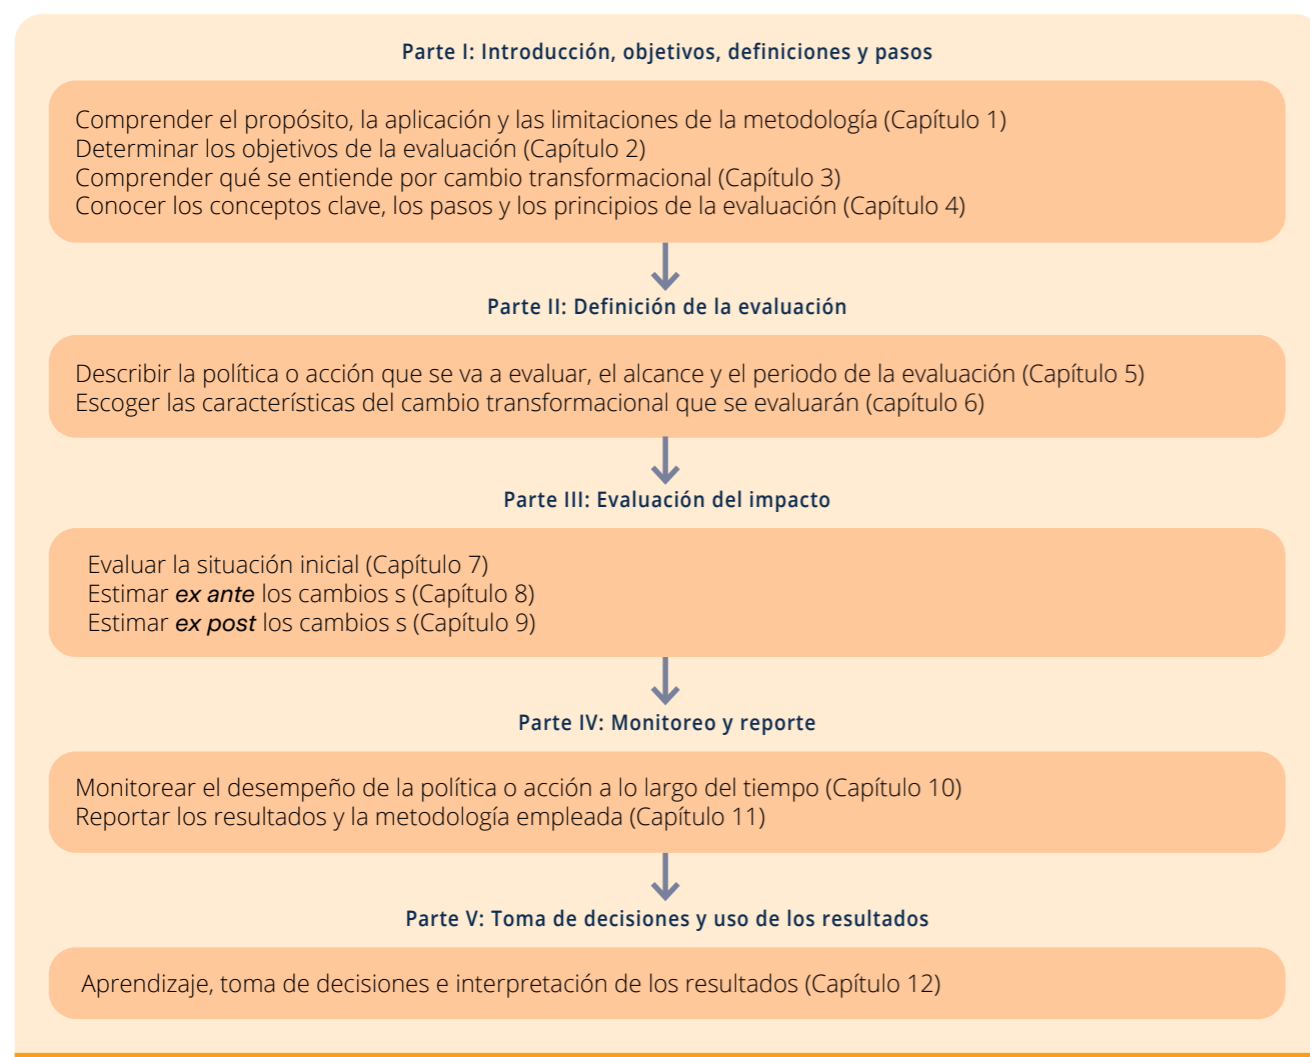 Parte I: Introducción, objetivos, definiciones y pasos
Comprender el propósito, la aplicación y las limitaciones de la metodología (Capítulo 1)
Determinar los objetivos de la evaluación (Capítulo 2)
Comprender qué se entiende por cambio transformacional (Capítulo 3)
Conocer los conceptos clave, los pasos y los principios de la evaluación (Capítulo 4)
Parte II: Definición de la evaluación
Describir la política o acción que se va a evaluar, el alcance y el periodo de la evaluación (Capítulo 5)
Escoger las características del cambio transformacional que se evaluarán (capítulo 6)
Parte III: Evaluación del impacto
Evaluar la situación inicial (Capítulo 7)
Estimar ex ante los cambios s (Capítulo 8)
Estimar ex post los cambios s (Capítulo 9)
Parte IV: Monitoreo y reporte
Monitorear el desempeño de la política o acción a lo largo del tiempo (Capítulo 10)
Reportar los resultados y la metodología empleada (Capítulo 11)
Parte V: Toma de decisiones y uso de los resultados
Aprendizaje, toma de decisiones e interpretación de los resultados (Capítulo 12)